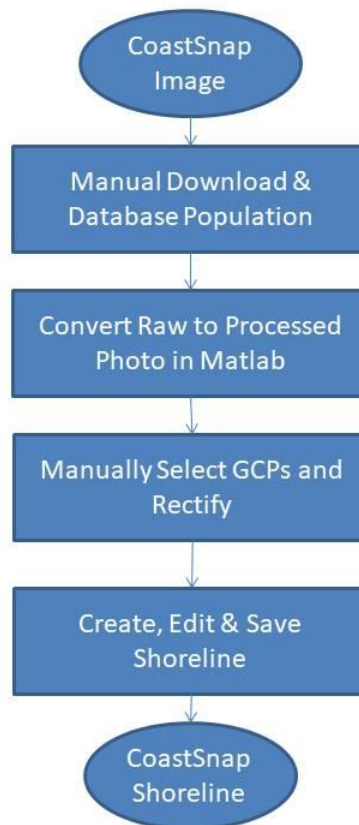 CoastSnap
Image
Manual Download &
Database Population
Convert Raw to Processed
Photo in Matlab
Manually Select GCPs and
Rectify
Create, Edit & Save
Shoreline
CoastSnap
Shoreline